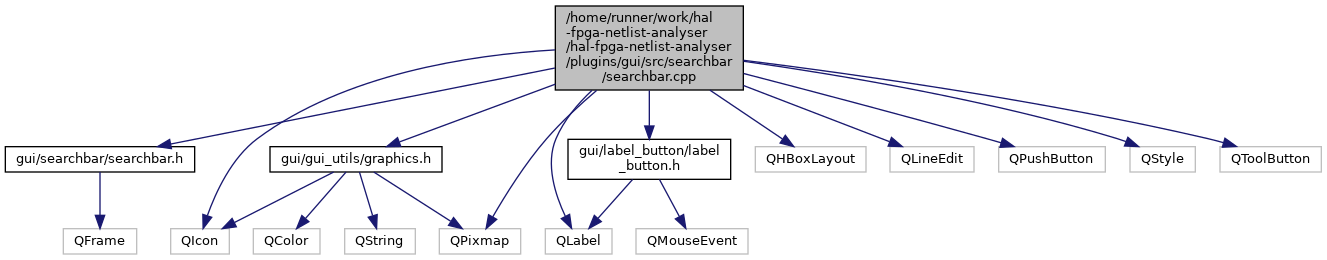 /home/runner/work/hal
-fpga-netlist-analyser
/hal-fpga-netlist-analyser
/plugins/gui/src/searchbar
/searchbar.cpp
gui/searchbar/searchbar.h
gui/gui_utils/graphics.h
gui/label_button/label
_button.h
QHBoxLayout
QLineEdit
QPushButton
QStyle
QToolButton
QFrame
QIcon
QColor
QString
QPixmap
QLabel
QMouseEvent